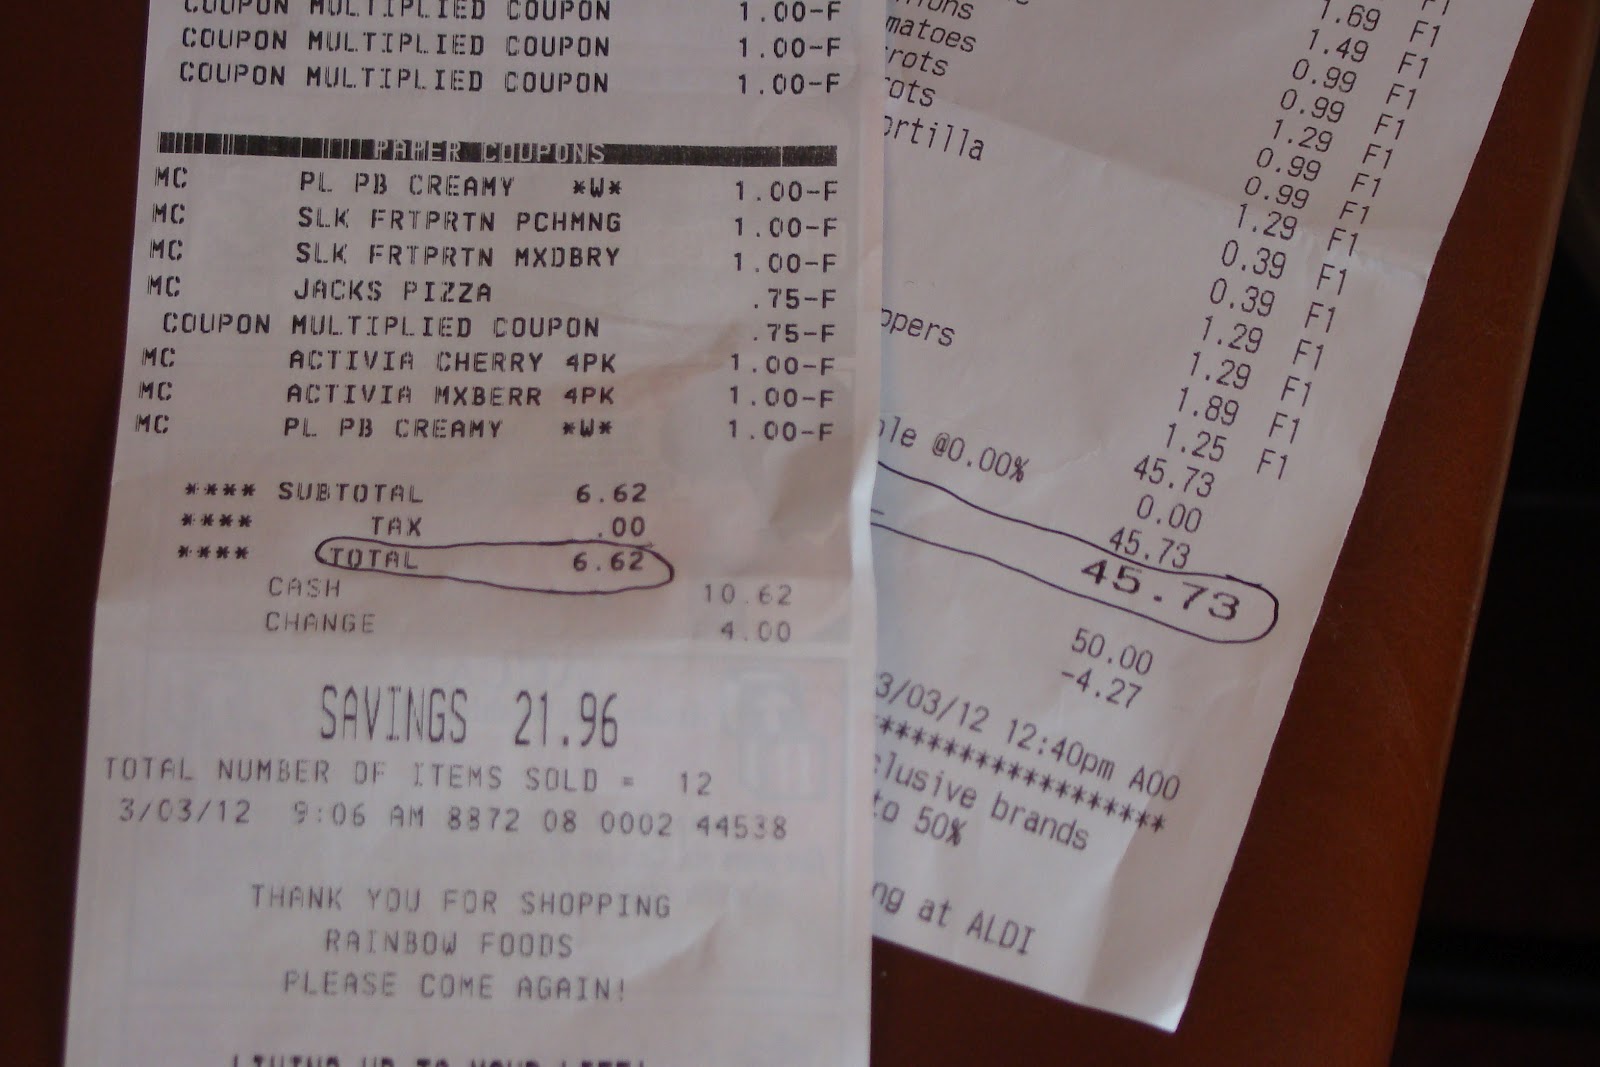 COUPON MULTIPLIED COUPON 1.00-F
COUPON MULTIPLIED COUPON 1.00-F
COUPON MULTIPLIED COUPON 1.00-F
PAPER COUPONS
MC PL PB CREAMY *W* 1.00-F
MC SLK FRTPRTN PCHMNG 1.00-F
MC SLK FRTPRTN MXDBRY 1.00-F
MC JACKS PIZZA .75-F
COUPON MULTIPLIED COUPON .75-F
MC ACTIVIA CHERRY 4PK 1.00-F
MC ACTIVIA MXBERR 4PK 1.00-F
MC PL PB CREAMY *W* 1.00-F
**** SUBTOTAL 6.62
**** TAX .00
**** TOTAL 6.62
CASH 10.62
CHANGE 4.00
SAVINGS 21.96
TOTAL NUMBER OF ITEMS SOLD = 12
3/03/12 9:06 AM 8872 08 0002 44538
THANK YOU FOR SHOPPING
RAINBOW FOODS
PLEASE COME AGAIN!
matoes
rots
rots
ortilla
ppers
1.69 F1
1.49 F1
0.99 F1
0.99 F1
1.29 F1
0.99 F1
0.99 F1
1.29 F1
0.39 F1
0.39 F1
1.29 F1
1.29 F1
1.89 F1
1.25 F1
45.73
ble @0.00% 0.00
45.73
45.73
50.00
-4.27
3/03/12 12:40pm A00
******************
clusive brands
to 50%
ng at ALDI